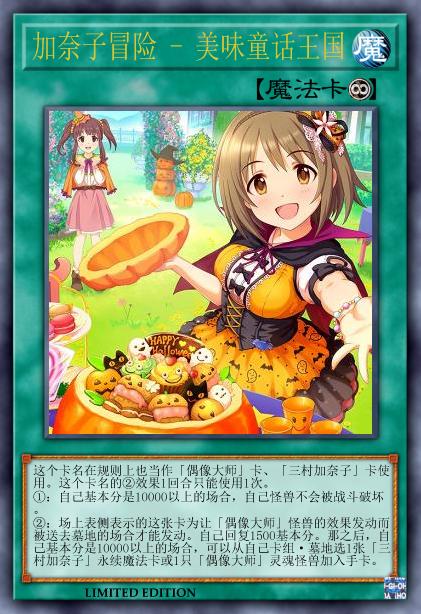 加奈子冒险 - 美味童话王国
魔
【魔法卡】
HAPPY
Halloween
这个卡名在规则上也当作「偶像大师」卡、「三村加奈子」卡使
用。这个卡名的②效果1回合只能使用1次。
①：自己基本分是10000以上的场合，自己怪兽不会被战斗破坏
。
②：场上表侧表示的这张卡为让「偶像大师」怪兽的效果发动而
被送去墓地的场合才能发动。自己回复1500基本分。那之后，自
己基本分是10000以上的场合，可以从自己卡组·墓地选1张「三
村加奈子」永续魔法卡或1只「偶像大师」灵魂怪兽加入手卡。
LIMITED EDITION